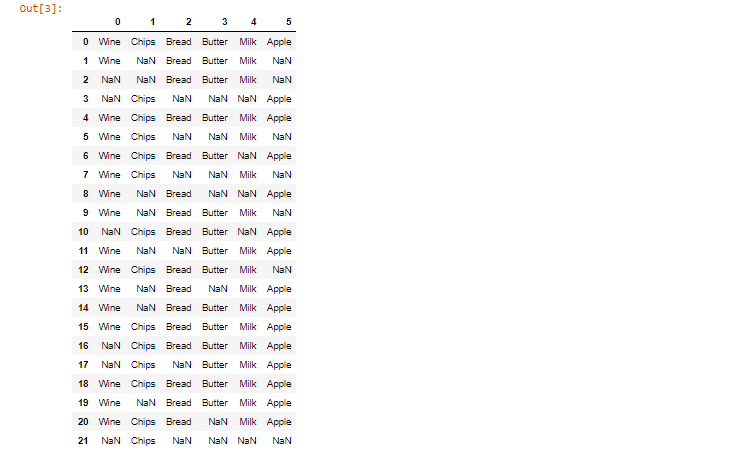 Out[3]:
0 1 2 3 4 5
0 Wine Chips Bread Butter Milk Apple
1 Wine NaN Bread Butter Milk NaN
2 NaN NaN Bread Butter Milk NaN
3 NaN Chips NaN NaN NaN Apple
4 Wine Chips Bread Butter Milk Apple
5 Wine Chips NaN NaN Milk NaN
6 Wine Chips Bread Butter NaN Apple
7 Wine Chips NaN NaN Milk NaN
8 Wine NaN Bread NaN NaN Apple
9 Wine NaN Bread Butter Milk NaN
10 NaN Chips Bread Butter NaN Apple
11 Wine NaN NaN Butter Milk Apple
12 Wine Chips Bread Butter Milk NaN
13 Wine NaN Bread NaN Milk Apple
14 Wine NaN Bread Butter Milk Apple
15 Wine Chips Bread Butter Milk Apple
16 NaN Chips Bread Butter Milk Apple
17 NaN Chips NaN Butter Milk Apple
18 Wine Chips Bread Butter Milk Apple
19 Wine NaN Bread Butter Milk Apple
20 Wine Chips Bread NaN Milk Apple
21 NaN Chips NaN NaN NaN NaN